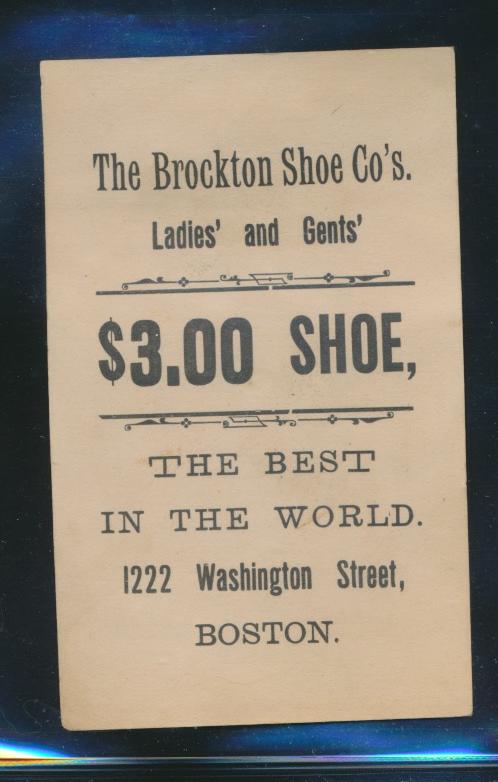 The Brockton Shoe Co's.
Ladies' and Gents'
$3.00 SHOE,
THE BEST
IN THE WORLD.
1222 Washington Street,
BOSTON.